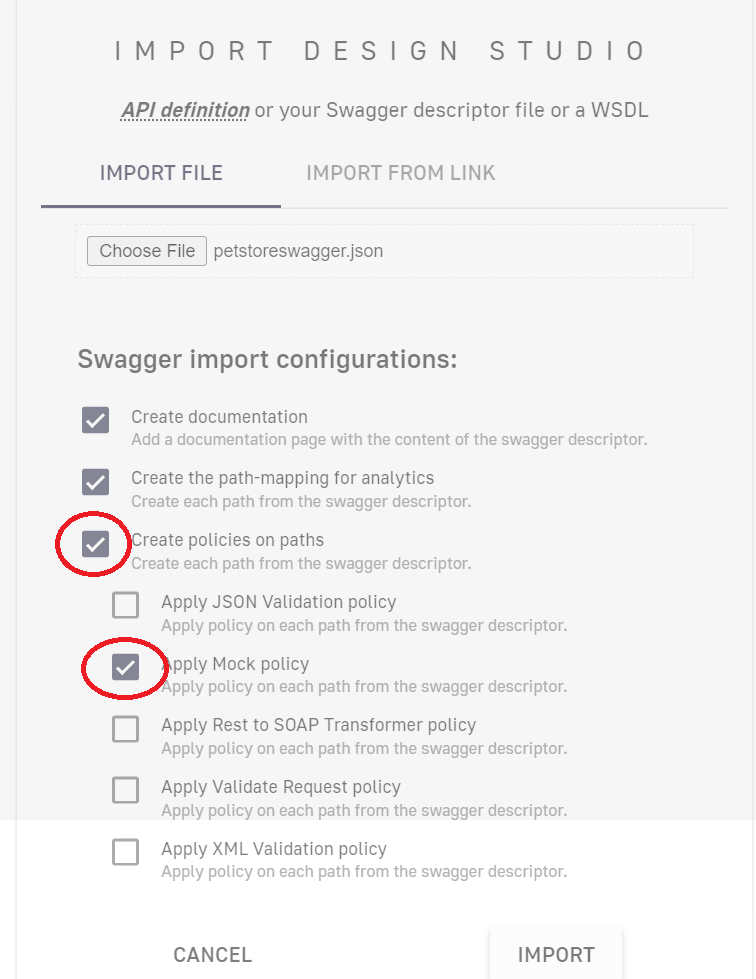 IMPORT DESIGN STUDIO
API definition or your Swagger descriptor file or a WSDL
IMPORT FILE IMPORT FROM LINK
Choose File petstoreswagger.json
Swagger import configurations:
Create documentation
Add a documentation page with the content of the swagger descriptor.
Create the path-mapping for analytics
Create each path from the swagger descriptor.
Create policies on paths
Create each path from the swagger descriptor.
Apply JSON Validation policy
Apply policy on each path from the swagger descriptor.
Apply Mock policy
Apply policy on each path from the swagger descriptor.
Apply Rest to SOAP Transformer policy
Apply policy on each path from the swagger descriptor.
Apply Validate Request policy
Apply policy on each path from the swagger descriptor.
Apply XML Validation policy
Apply policy on each path from the swagger descriptor.
CANCEL IMPORT